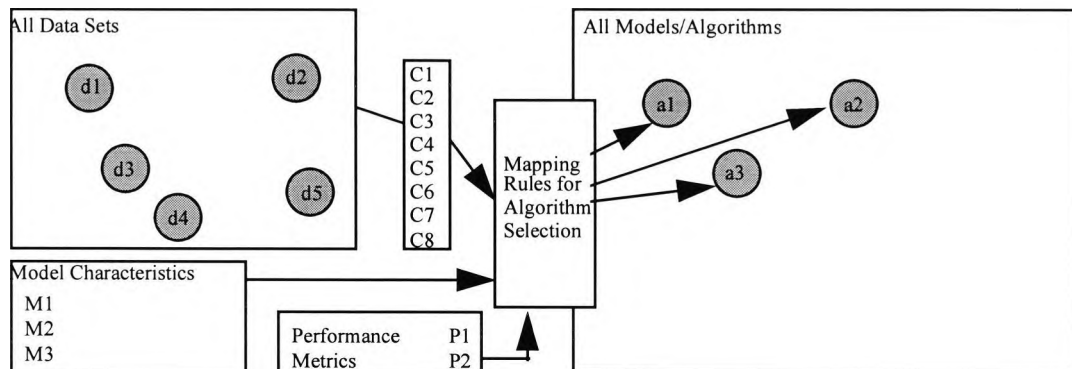 All Data Sets
d1
d2
d3
d4
d5
C1
C2
C3
C4
C5
C6
C7
C8
Mapping
Rules for
Algorithm
Selection
All Models/Algorithms
a1
a2
a3
Model Characteristics
M1
M2
M3
Performance P1
Metrics P2